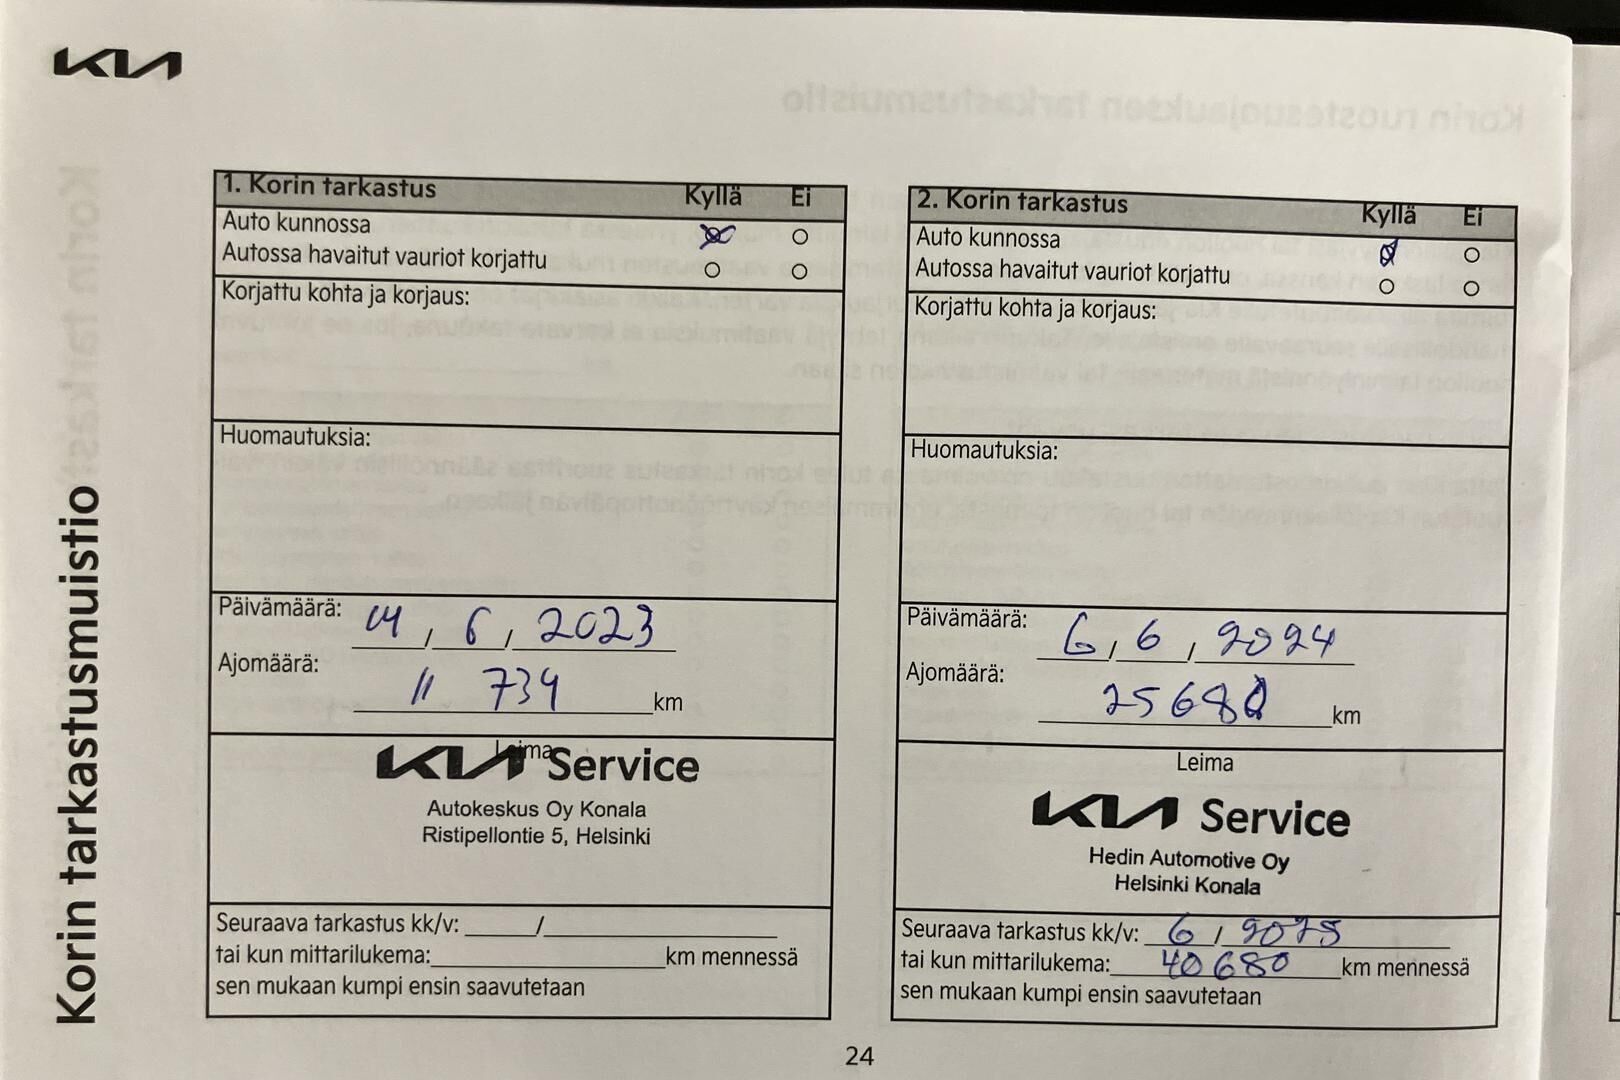 KIA
Korin tarkastusmuistio
1. Korin tarkastus Kyllä Ei
Auto kunnossa
Autossa havaitut vauriot korjattu
Korjattu kohta ja korjaus:
Huomautuksia:
Päivämäärä: 14 / 6 / 2023
Ajomäärä: 11 734 km
Leima
KIA Service
Autokeskus Oy Konala
Ristipellontie 5, Helsinki
Seuraava tarkastus kk/v: /
tai kun mittarilukema: km mennessä
sen mukaan kumpi ensin saavutetaan
2. Korin tarkastus Kyllä Ei
Auto kunnossa
Autossa havaitut vauriot korjattu
Korjattu kohta ja korjaus:
Huomautuksia:
Päivämäärä: 6 / 6 / 2024
Ajomäärä: 25680 km
Leima
KIA Service
Hedin Automotive Oy
Helsinki Konala
Seuraava tarkastus kk/v: 6 / 2025
tai kun mittarilukema: 40680 km mennessä
sen mukaan kumpi ensin saavutetaan
24